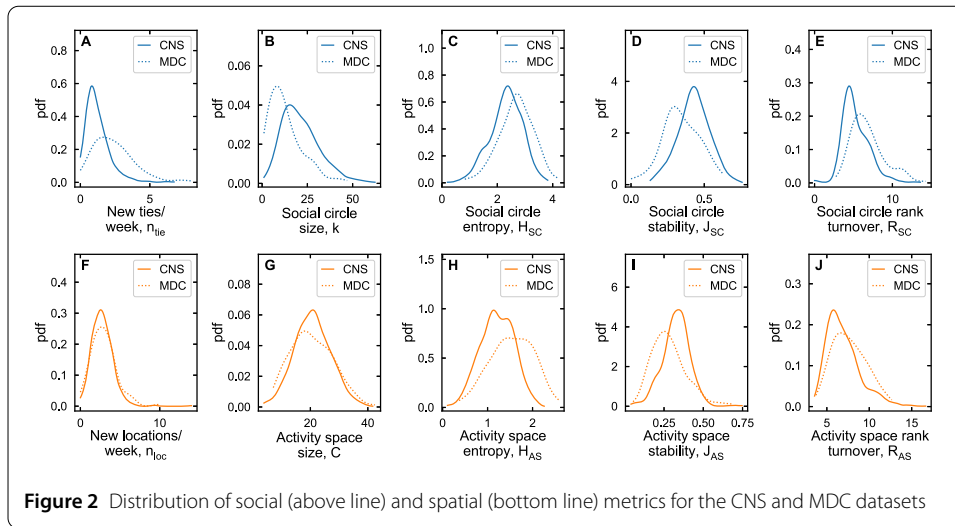 A
CNS
MDC
pdf
0.8
0.6
0.4
0.2
0.0
0
5
New ties/
week, n_tie
B
CNS
MDC
pdf
0.06
0.04
0.02
0.00
0
25
50
Social circle
size, k
C
CNS
MDC
pdf
1.0
0.8
0.6
0.4
0.2
0.0
0
2
4
Social circle
entropy, H_SC
D
CNS
MDC
pdf
4
2
0
0.0
0.5
Social circle
stability, J_SC
E
CNS
MDC
pdf
0.4
0.3
0.2
0.1
0.0
0
5
10
Social circle rank
turnover, R_SC
F
CNS
MDC
pdf
0.4
0.3
0.2
0.1
0.0
0
10
New locations/
week, n_loc
G
CNS
MDC
pdf
0.08
0.06
0.04
0.02
0.00
20
40
Activity space
size, C
H
CNS
MDC
pdf
1.5
1.0
0.5
0.0
0
1
2
Activity space
entropy, H_AS
I
CNS
MDC
pdf
6
4
2
0
0.25
0.50
0.75
Activity space
stability, J_AS
J
CNS
MDC
pdf
0.3
0.2
0.1
0.0
5
10
15
Activity space rank
turnover, R_AS
Figure 2 Distribution of social (above line) and spatial (bottom line) metrics for the CNS and MDC datasets